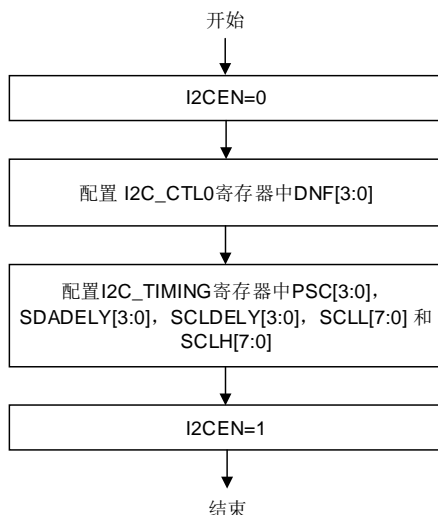 开始
I2CEN=0
配置 I2C_CTL0寄存器中DNF[3:0]
配置I2C_TIMING寄存器中PSC[3:0]，
SDADELY[3:0]，SCLDELY[3:0]，SCLL[7:0] 和
SCLH[7:0]
I2CEN=1
结束